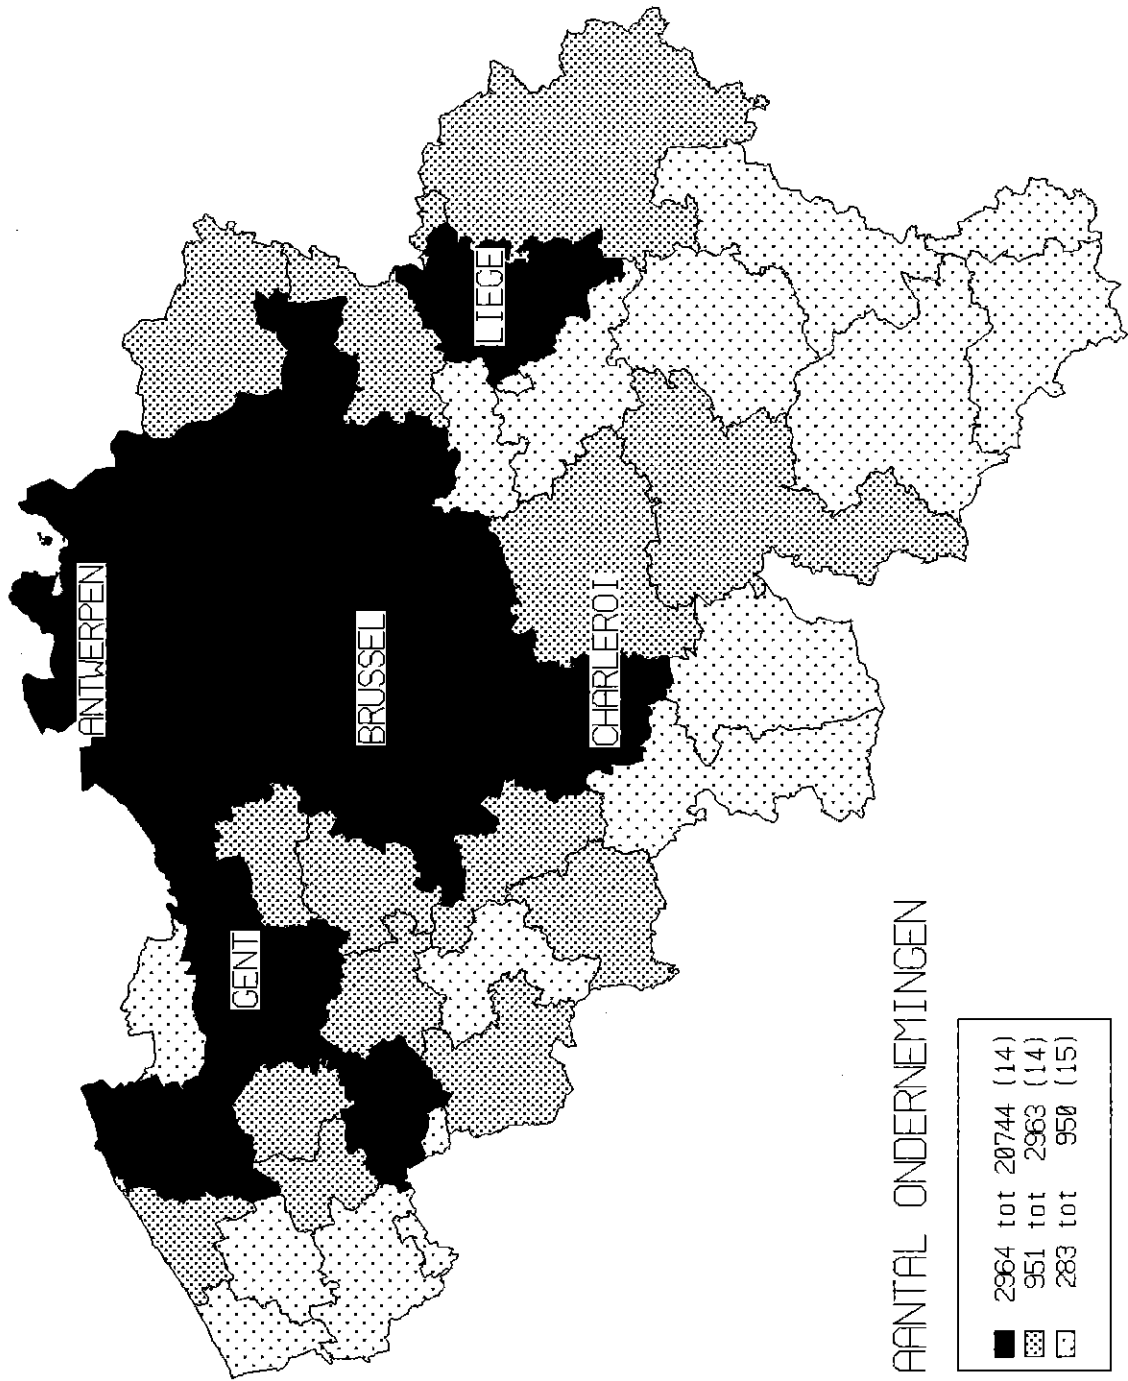 ANTWERPEN
GENT
BRUSSEL
LIEGE
CHARLEROI
AANTAL ONDERNEMINGEN
2964 tot 20744 (14)
951 tot 2963 (14)
283 tot 950 (15)